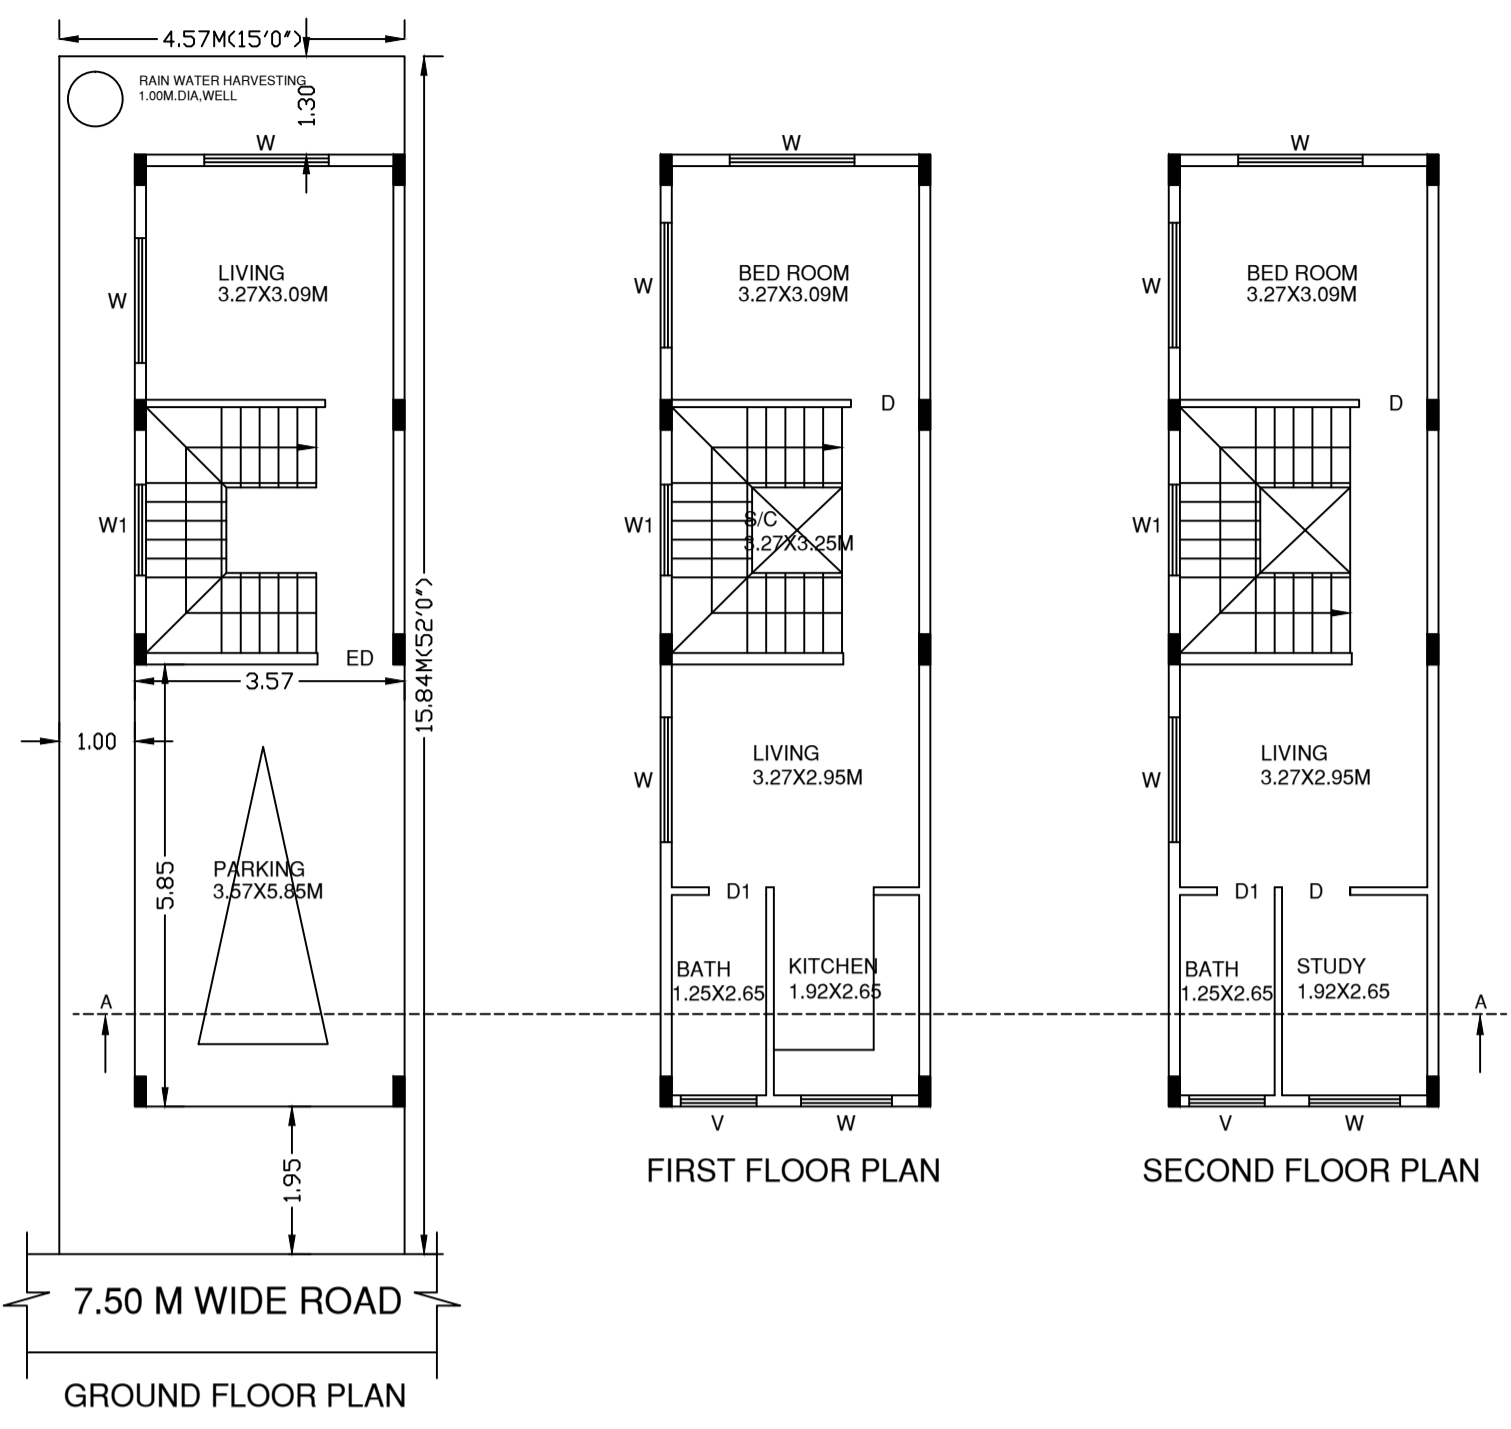 4.57M(15'0")
RAIN WATER HARVESTING
1.00M.DIA,WELL
1.30
W
W
LIVING
3.27X3.09M
W1
ED
3.57
15.84M(52'0")
1.00
PARKING
3.57X5.85M
5.85
A
1.95
7.50 M WIDE ROAD
GROUND FLOOR PLAN
W
W
BED ROOM
3.27X3.09M
D
W1
S/C
3.27X3.25M
W
LIVING
3.27X2.95M
D1
BATH
1.25X2.65
KITCHEN
1.92X2.65
V
W
FIRST FLOOR PLAN
W
W
BED ROOM
3.27X3.09M
D
W1
W
LIVING
3.27X2.95M
D1
D
BATH
1.25X2.65
STUDY
1.92X2.65
A
V
W
SECOND FLOOR PLAN